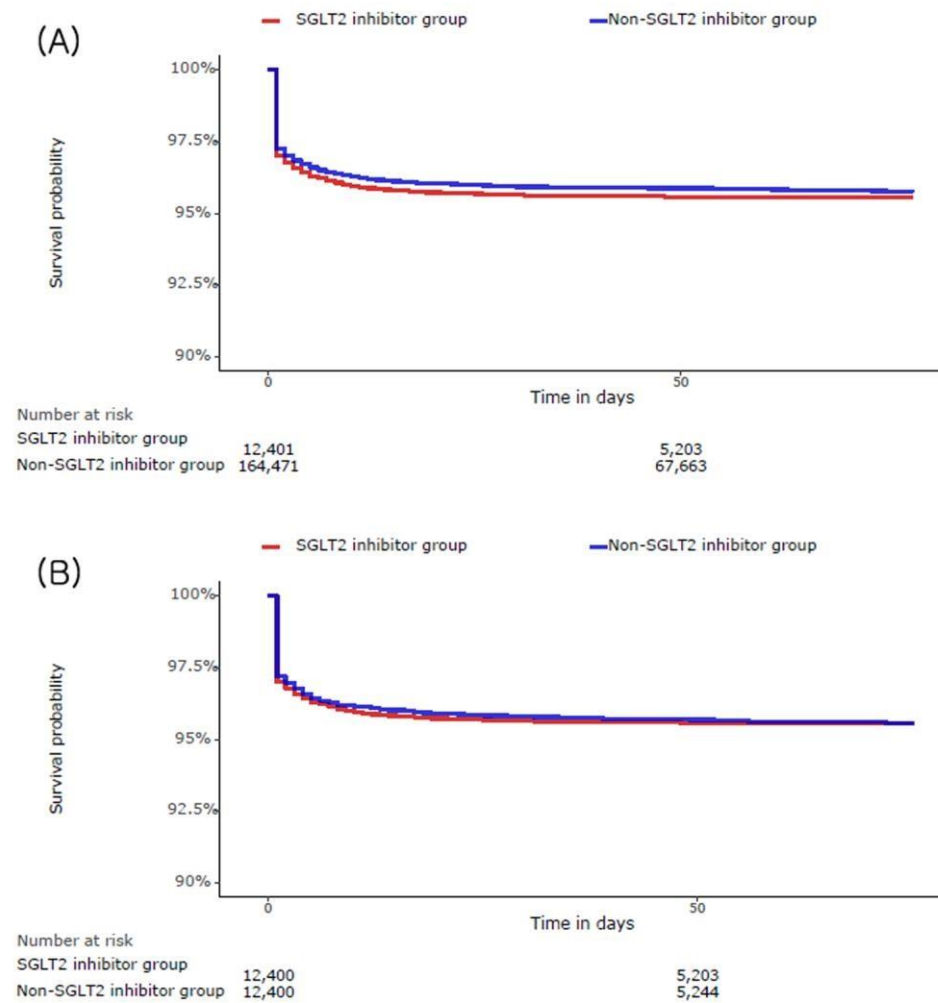 (A)
SGLT2 inhibitor group Non-SGLT2 inhibitor group
100%
97.5%
95%
92.5%
90%
Survival probability
0 50
Time in days
Number at risk
SGLT2 inhibitor group 12,401 5,203
Non-SGLT2 inhibitor group 164,471 67,663
(B)
SGLT2 inhibitor group Non-SGLT2 inhibitor group
100%
97.5%
95%
92.5%
90%
Survival probability
0 50
Time in days
Number at risk
SGLT2 inhibitor group 12,400 5,203
Non-SGLT2 inhibitor group 12,400 5,244